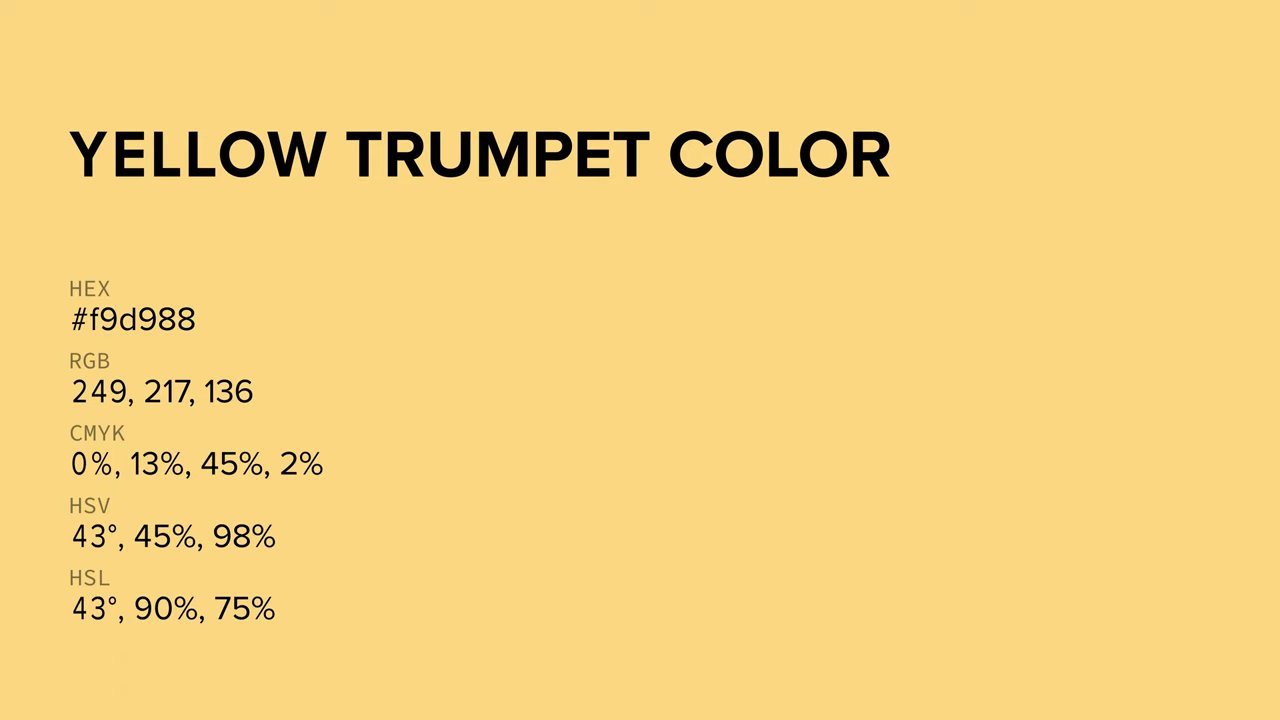 YELLOW TRUMPET COLOR
HEX
#f9d988
RGB
249, 217, 136
CMYK
0%, 13%, 45%, 2%
HSV
43°, 45%, 98%
HSL
43°, 90%, 75%